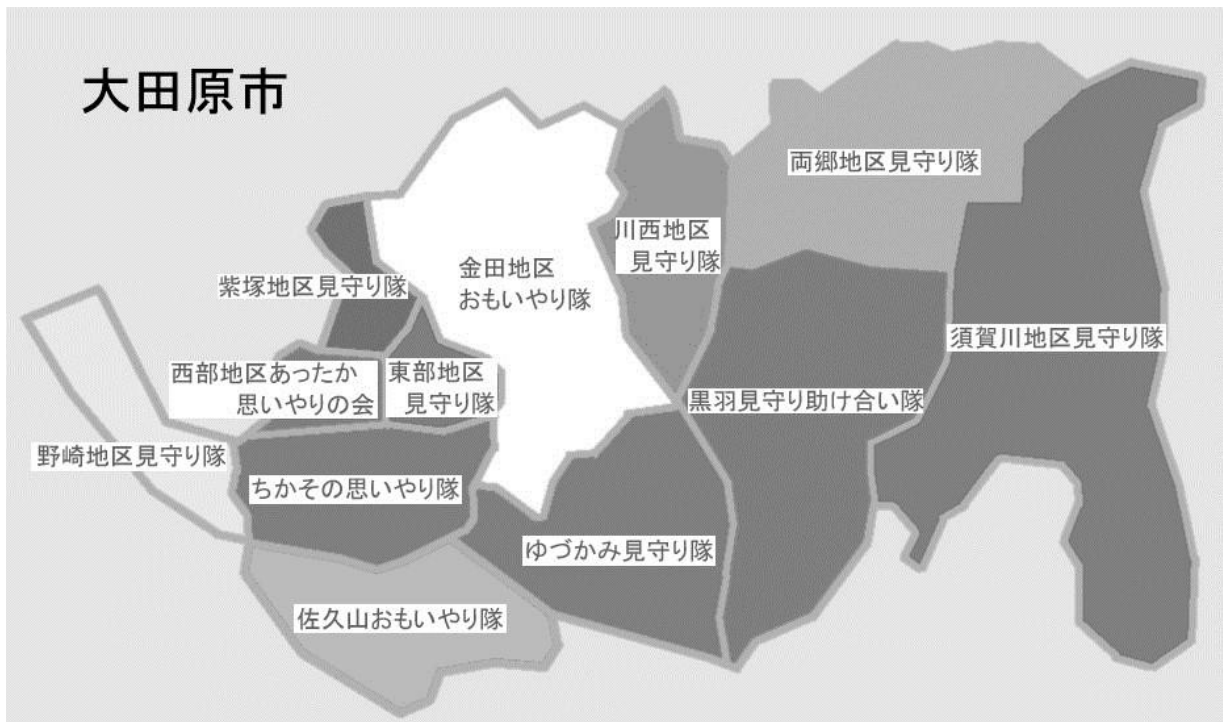 大田原市
両郷地区見守り隊
川西地区
見守り隊
金田地区
おもいやり隊
紫塚地区見守り隊
須賀川地区見守り隊
西部地区あったか
思いやりの会
東部地区
見守り隊
黒羽見守り助け合い隊
野崎地区見守り隊
ちかその思いやり隊
ゆづかみ見守り隊
佐久山おもいやり隊